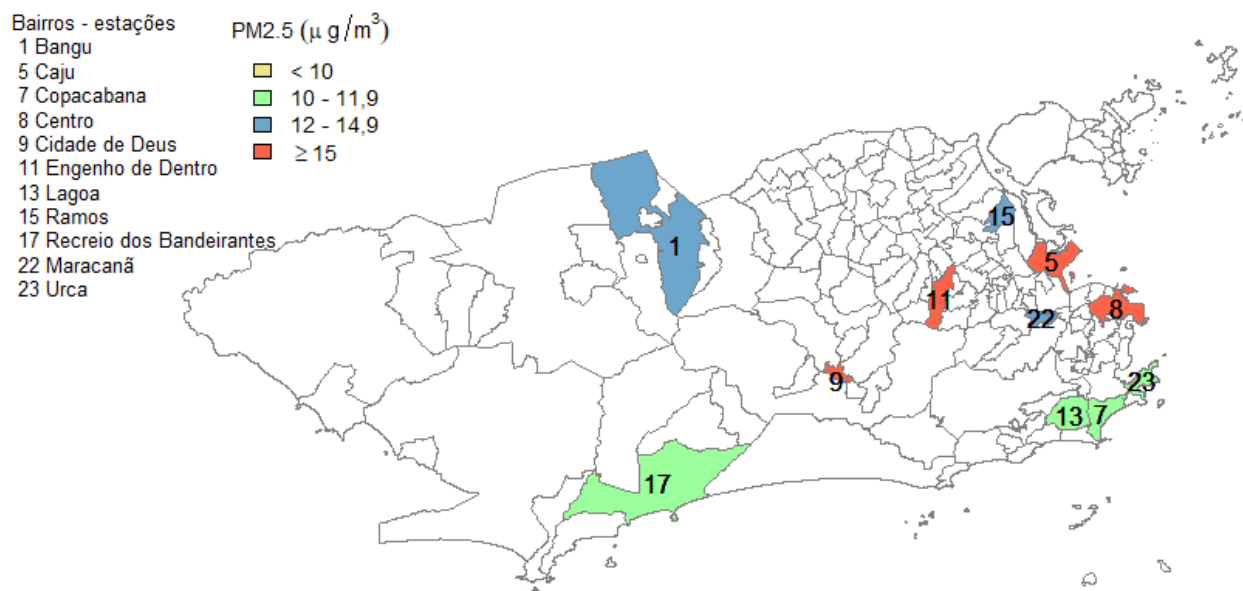 Bairros - estações
1 Bangu
5 Caju
7 Copacabana
8 Centro
9 Cidade de Deus
11 Engenho de Dentro
13 Lagoa
15 Ramos
17 Recreio dos Bandeirantes
22 Maracanã
23 Urca
PM2.5 (μ g/m³)
< 10
10 - 11,9
12 - 14,9
≥ 15
1
15
5
11
8
22
9
23
13
7
17